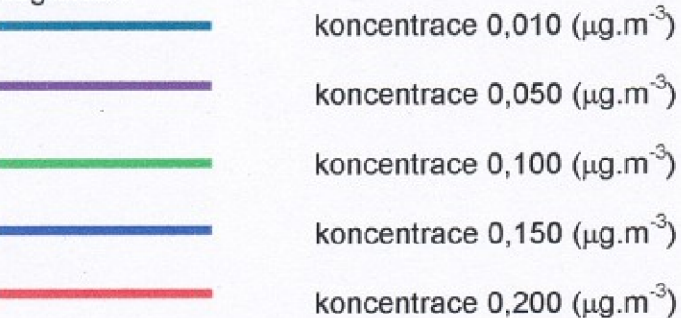 koncentrace 0,010 (µg.m⁻³)
koncentrace 0,050 (µg.m⁻³)
koncentrace 0,100 (µg.m⁻³)
koncentrace 0,150 (µg.m⁻³)
koncentrace 0,200 (µg.m⁻³)